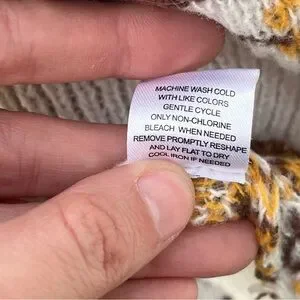 MACHINE WASH COLD
WITH LIKE COLORS
GENTLE CYCLE
ONLY NON-CHLORINE
BLEACH WHEN NEEDED
REMOVE PROMPTLY RESHAPE
AND LAY FLAT TO DRY
COOL IRON IF NEEDED